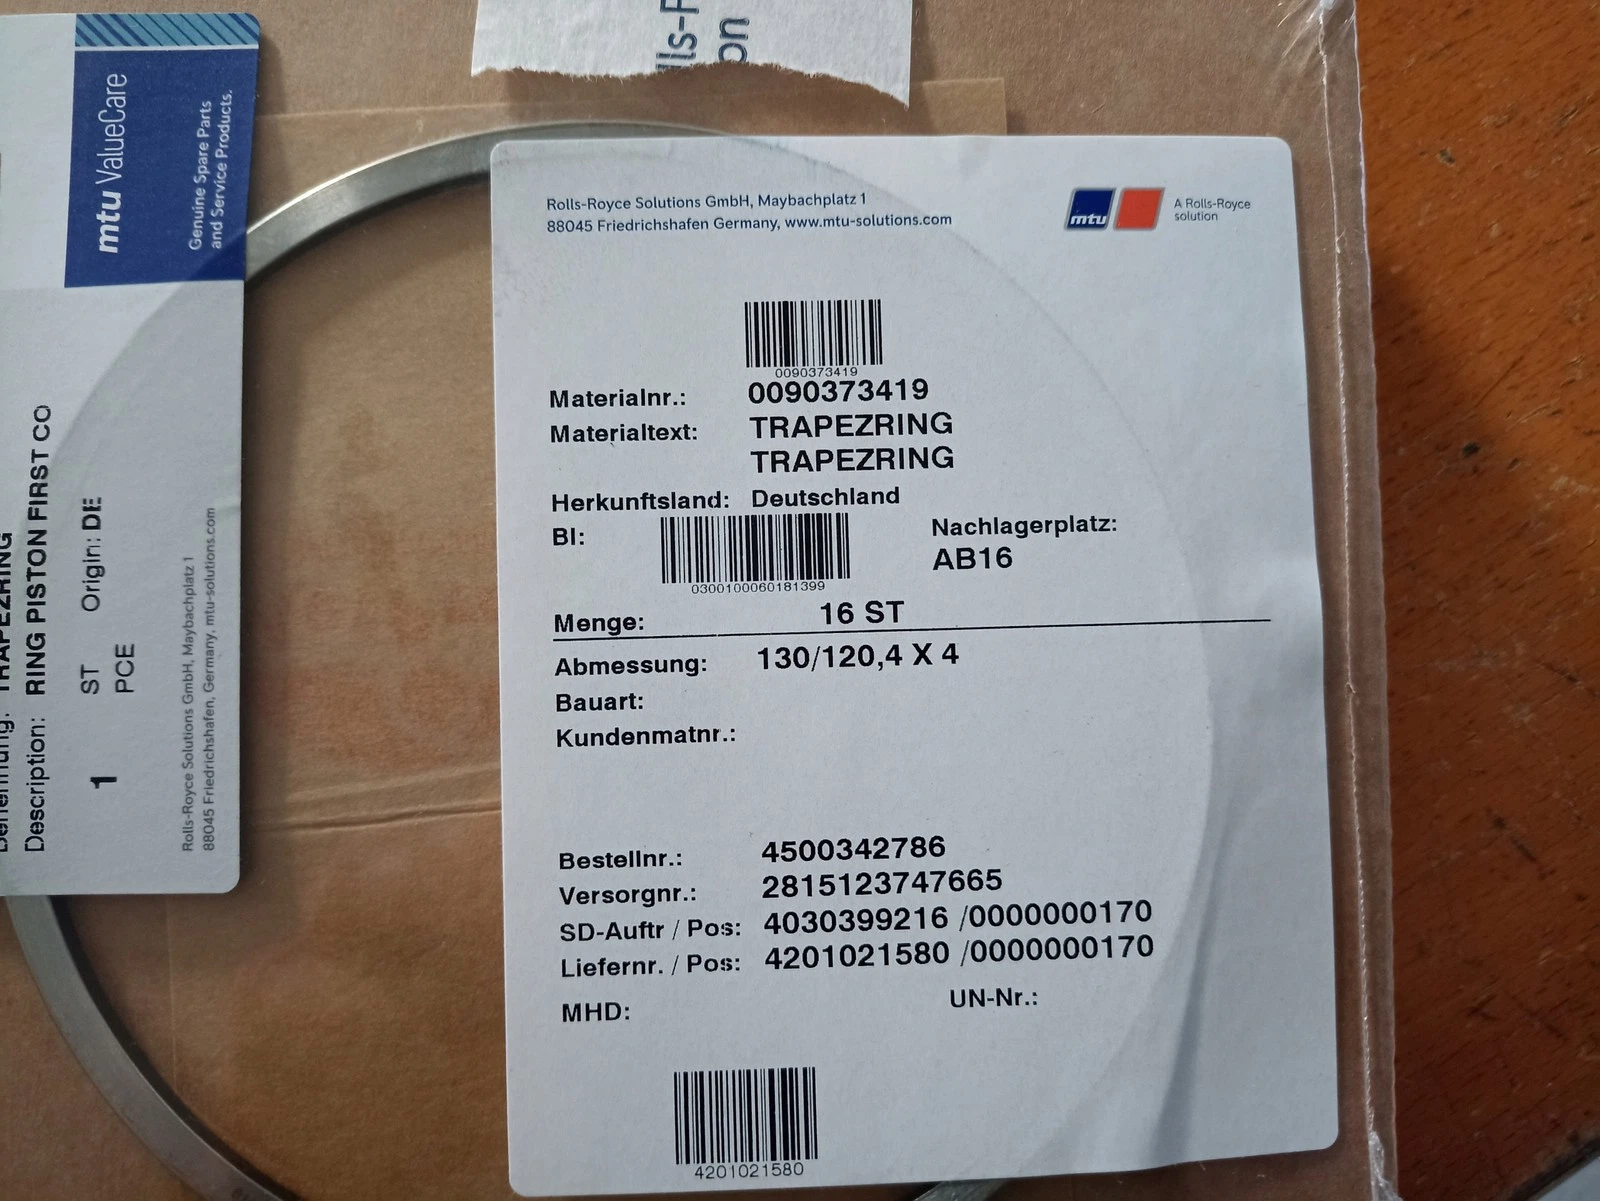 lls-R
on
mtu ValueCare
Genuine Spare Parts
and Service Products.
TRAPEZRING
Description: RING PISTON FIRST CO
1 ST Origin: DE
PCE
Rolls-Royce Solutions GmbH, Maybachplatz 1
88045 Friedrichshafen, Germany, mtu-solutions.com
Rolls-Royce Solutions GmbH, Maybachplatz 1
88045 Friedrichshafen Germany, www.mtu-solutions.com
mtu
A Rolls-Royce
solution
0090373419
Materialnr.: 0090373419
Materialtext: TRAPEZRING
TRAPEZRING
Herkunftsland: Deutschland
BI:
Nachlagerplatz:
AB16
0300100060181399
Menge: 16 ST
Abmessung: 130/120,4 X 4
Bauart:
Kundenmatnr.:
Bestellnr.: 4500342786
Versorgnr.: 2815123747665
SD-Auftr / Pos: 4030399216 /0000000170
Liefernr. / Pos: 4201021580 /0000000170
MHD: UN-Nr.:
4201021580